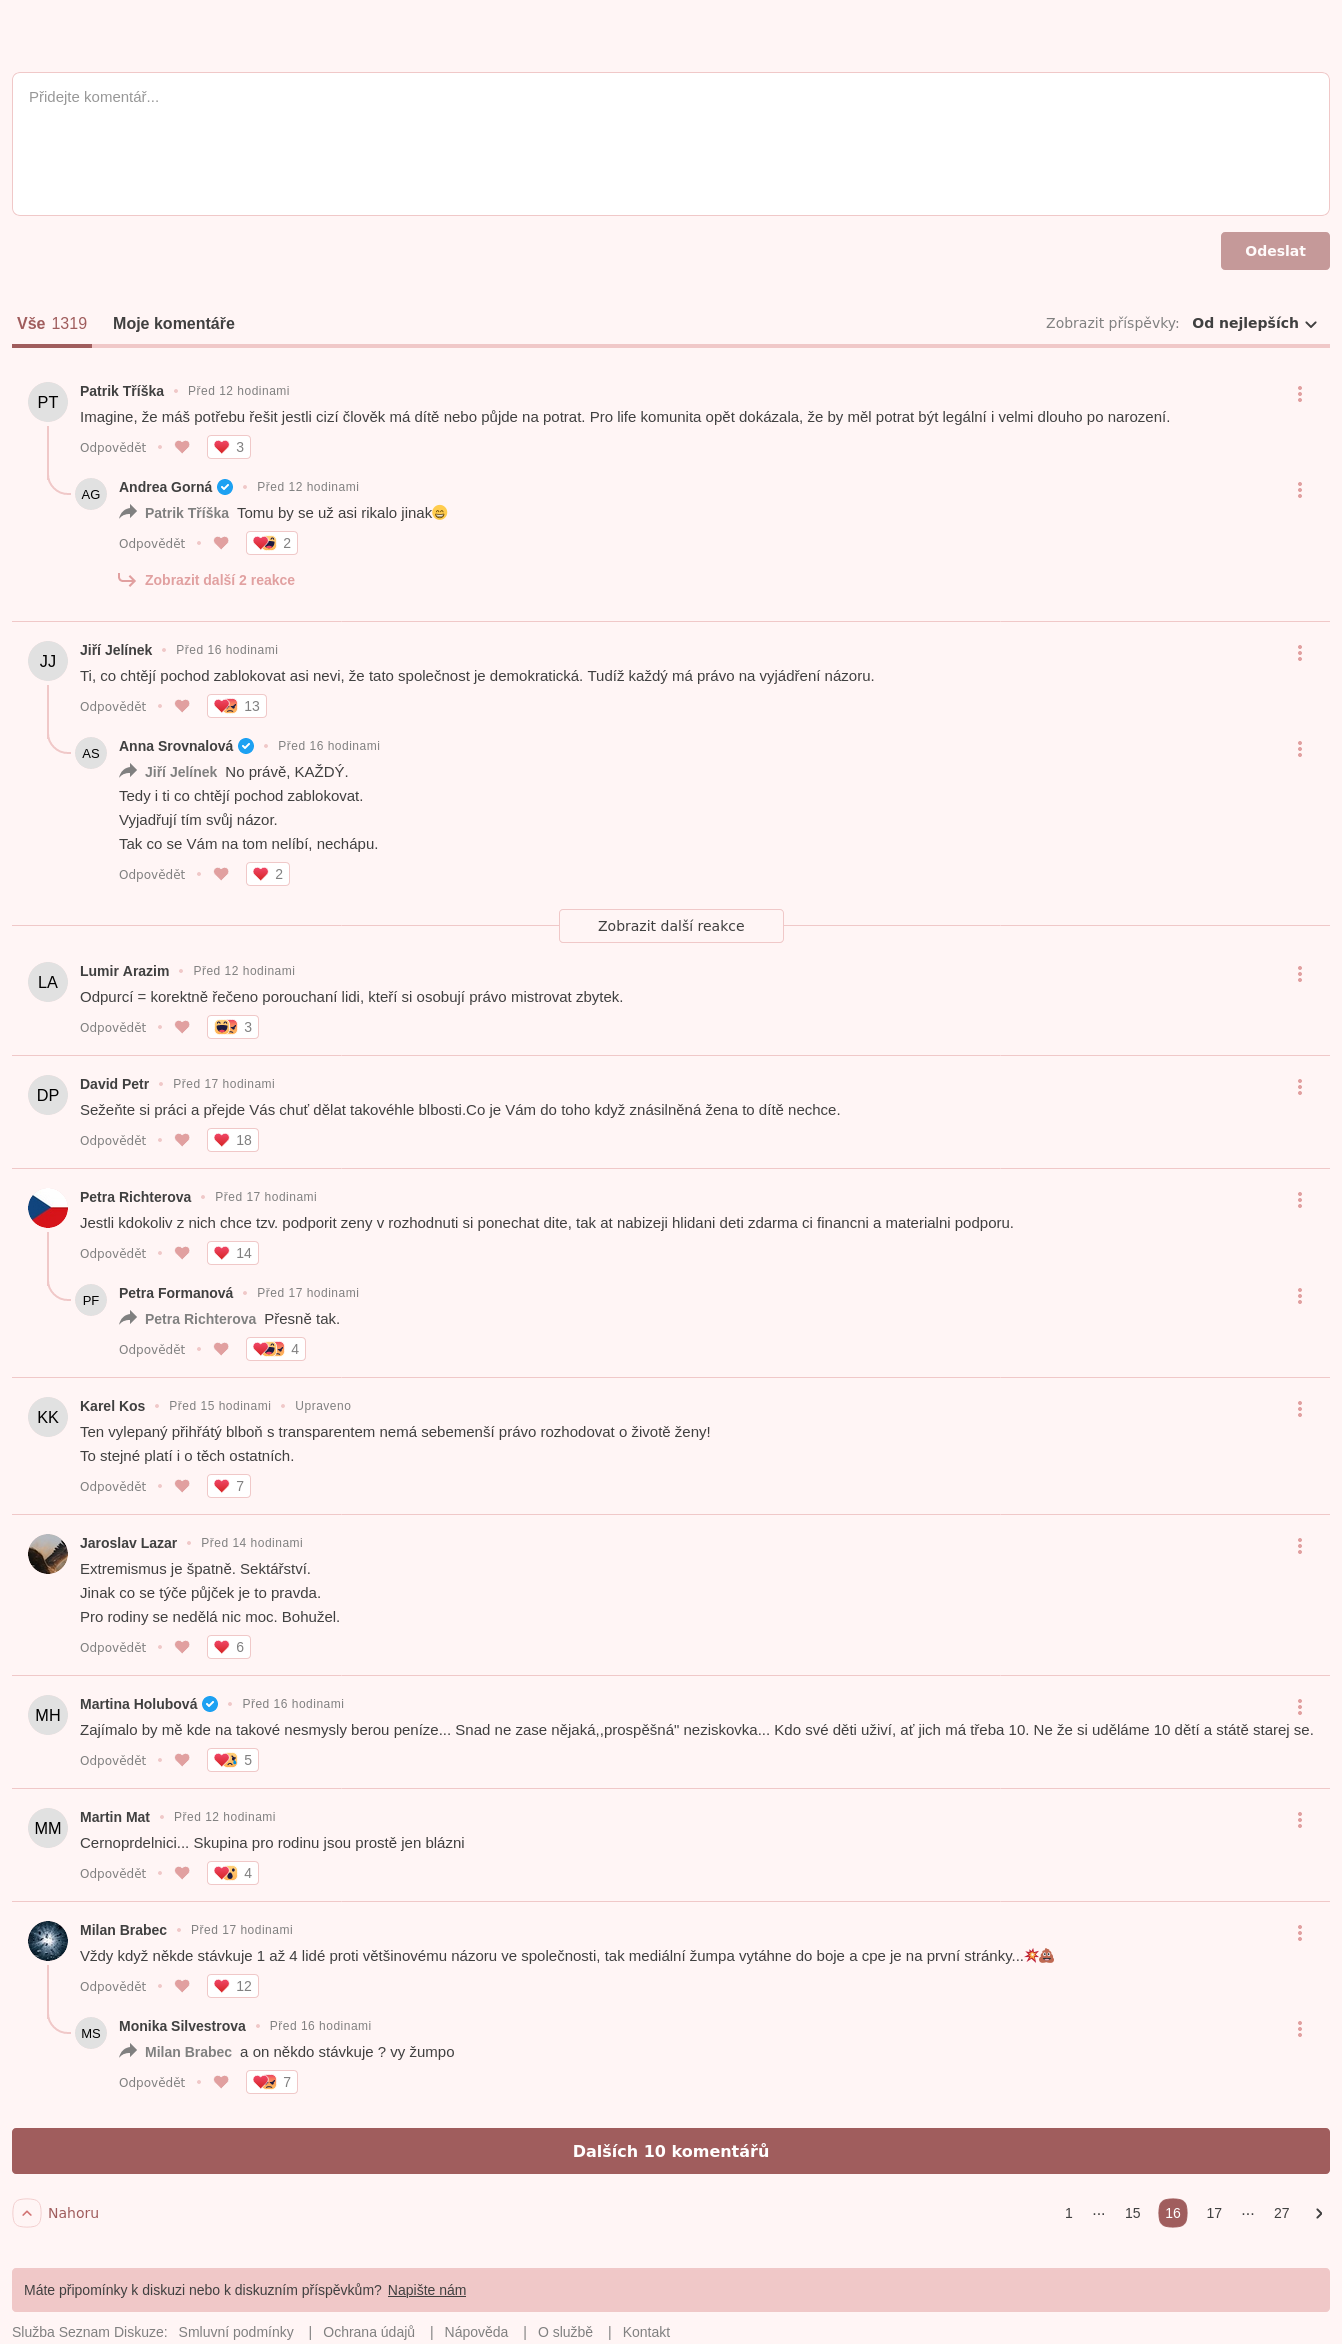 Přidejte komentář...
Odeslat
Vše 1319 Moje komentáře Zobrazit příspěvky: Od nejlepších
PT Patrik Tříška • Před 12 hodinami
Imagine, že máš potřebu řešit jestli cizí člověk má dítě nebo půjde na potrat. Pro life komunita opět dokázala, že by měl potrat být legální i velmi dlouho po narození.
Odpovědět • 3
AG Andrea Gorná • Před 12 hodinami
Patrik Tříška Tomu by se už asi rikalo jinak😄
Odpovědět • 2
Zobrazit další 2 reakce
JJ Jiří Jelínek • Před 16 hodinami
Ti, co chtějí pochod zablokovat asi nevi, že tato společnost je demokratická. Tudíž každý má právo na vyjádření názoru.
Odpovědět • 13
AS Anna Srovnalová • Před 16 hodinami
Jiří Jelínek No právě, KAŽDÝ.
Tedy i ti co chtějí pochod zablokovat.
Vyjadřují tím svůj názor.
Tak co se Vám na tom nelíbí, nechápu.
Odpovědět • 2
Zobrazit další reakce
LA Lumir Arazim • Před 12 hodinami
Odpurcí = korektně řečeno porouchaní lidi, kteří si osobují právo mistrovat zbytek.
Odpovědět • 3
DP David Petr • Před 17 hodinami
Sežeňte si práci a přejde Vás chuť dělat takovéhle blbosti.Co je Vám do toho když znásilněná žena to dítě nechce.
Odpovědět • 18
Petra Richterova • Před 17 hodinami
Jestli kdokoliv z nich chce tzv. podporit zeny v rozhodnuti si ponechat dite, tak at nabizeji hlidani deti zdarma ci financni a materialni podporu.
Odpovědět • 14
PF Petra Formanová • Před 17 hodinami
Petra Richterova Přesně tak.
Odpovědět • 4
KK Karel Kos • Před 15 hodinami • Upraveno
Ten vylepaný přihřátý blboň s transparentem nemá sebemenší právo rozhodovat o životě ženy!
To stejné platí i o těch ostatních.
Odpovědět • 7
Jaroslav Lazar • Před 14 hodinami
Extremismus je špatně. Sektářství.
Jinak co se týče půjček je to pravda.
Pro rodiny se nedělá nic moc. Bohužel.
Odpovědět • 6
MH Martina Holubová • Před 16 hodinami
Zajímalo by mě kde na takové nesmysly berou peníze... Snad ne zase nějaká,,prospěšná" neziskovka... Kdo své děti uživí, ať jich má třeba 10. Ne že si uděláme 10 dětí a státě starej se.
Odpovědět • 5
MM Martin Mat • Před 12 hodinami
Cernoprdelnici... Skupina pro rodinu jsou prostě jen blázni
Odpovědět • 4
Milan Brabec • Před 17 hodinami
Vždy když někde stávkuje 1 až 4 lidé proti většinovému názoru ve společnosti, tak mediální žumpa vytáhne do boje a cpe je na první stránky...💥💩
Odpovědět • 12
MS Monika Silvestrova • Před 16 hodinami
Milan Brabec a on někdo stávkuje ? vy žumpo
Odpovědět • 7
Dalších 10 komentářů
Nahoru 1 ... 15 16 17 ... 27
Máte připomínky k diskuzi nebo k diskuzním příspěvkům? Napište nám
Služba Seznam Diskuze: Smluvní podmínky | Ochrana údajů | Nápověda | O službě | Kontakt